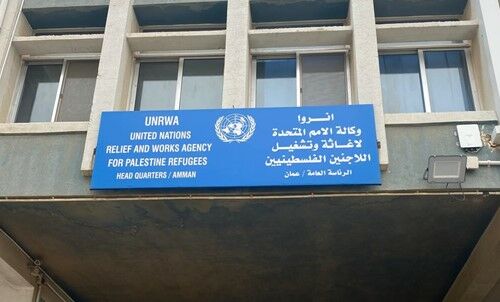 UNRWA
UNITED NATIONS
RELIEF AND WORKS AGENCY
FOR PALESTINE REFUGEES
HEAD QUARTERS / AMMAN
انروا
وكالة الامم المتحدة
لاغاثة وتشغيل
اللاجئين الفلسطينيين
الرئاسة العامة / عمان